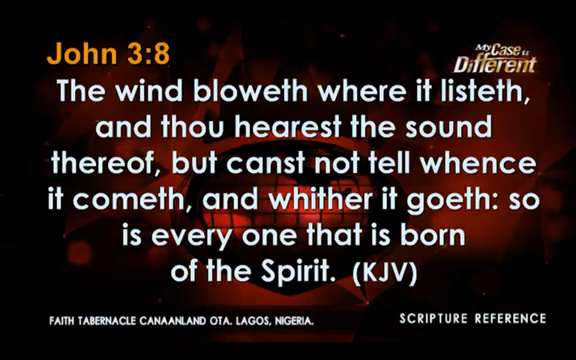 John 3:8
My Case is
Different
The wind bloweth where it listeth,
and thou hearest the sound
thereof, but canst not tell whence
it cometh, and whither it goeth: so
is every one that is born
of the Spirit. (KJV)
FAITH TABERNACLE CANAANLAND OTA. LAGOS, NIGERIA.
SCRIPTURE REFERENCE